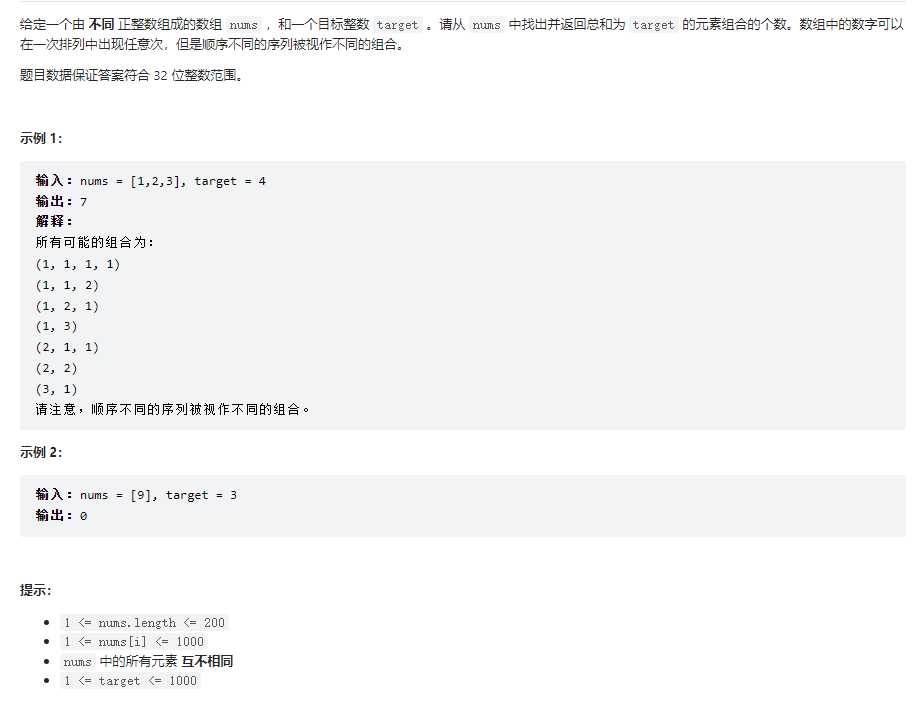 给定一个由 不同 正整数组成的数组 nums ，和一个目标整数 target 。请从 nums 中找出并返回总和为 target 的元素组合的个数。数组中的数字可以
在一次排列中出现任意次，但是顺序不同的序列被视作不同的组合。
题目数据保证答案符合 32 位整数范围。
示例 1：
输入：nums = [1,2,3], target = 4
输出：7
解释：
所有可能的组合为：
(1, 1, 1, 1)
(1, 1, 2)
(1, 2, 1)
(1, 3)
(2, 1, 1)
(2, 2)
(3, 1)
请注意，顺序不同的序列被视作不同的组合。
示例 2：
输入：nums = [9], target = 3
输出：0
提示：
• 1 <= nums.length <= 200
• 1 <= nums[i] <= 1000
• nums 中的所有元素 互不相同
• 1 <= target <= 1000